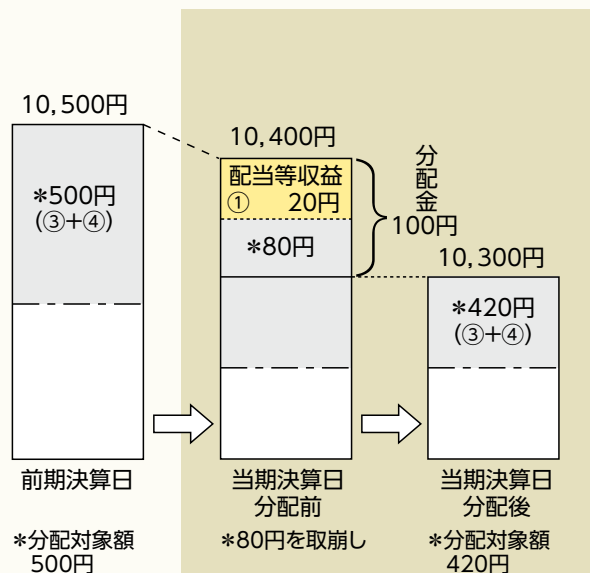 10,500円
*500円
(③+④)
10,400円
配当等収益
① 20円
*80円
分配金
100円
10,300円
*420円
(③+④)
前期決算日
当期決算日
分配前
当期決算日
分配後
*分配対象額
500円
*80円を取崩し
*分配対象額
420円